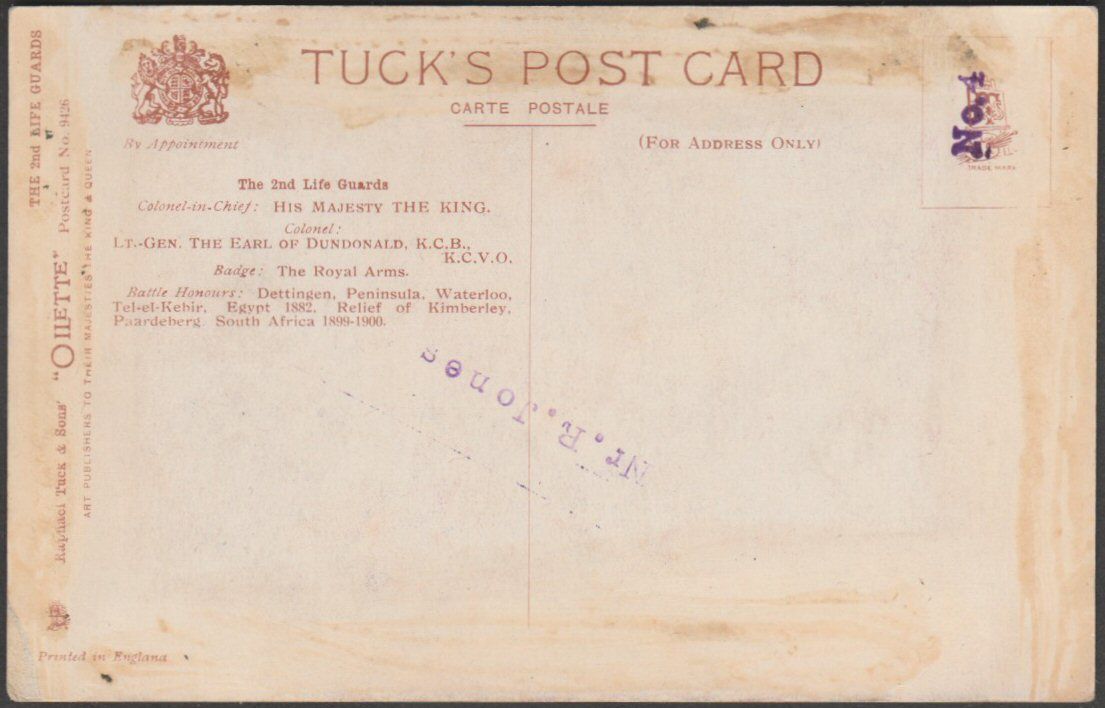 TUCK'S POST CARD
CARTE POSTALE
By Appointment
(FOR ADDRESS ONLY)
No.
TRADE MARK
The 2nd Life Guards
Colonel-in-Chief: HIS MAJESTY THE KING.
Colonel:
LT.-GEN. THE EARL OF DUNDONALD, K.C.B.,
K.C.V.O.
Badge: The Royal Arms.
Battle Honours: Dettingen, Peninsula, Waterloo,
Tel-el-Kebir, Egypt 1882, Relief of Kimberley,
Paardeberg. South Africa 1899-1900.
THE 2nd LIFE GUARDS
Raphael Tuck & Sons' "OILETTE" Postcard No. 9426
ART PUBLISHERS TO THEIR MAJESTIES THE KING & QUEEN
Mr. R. Jones
Printed in England